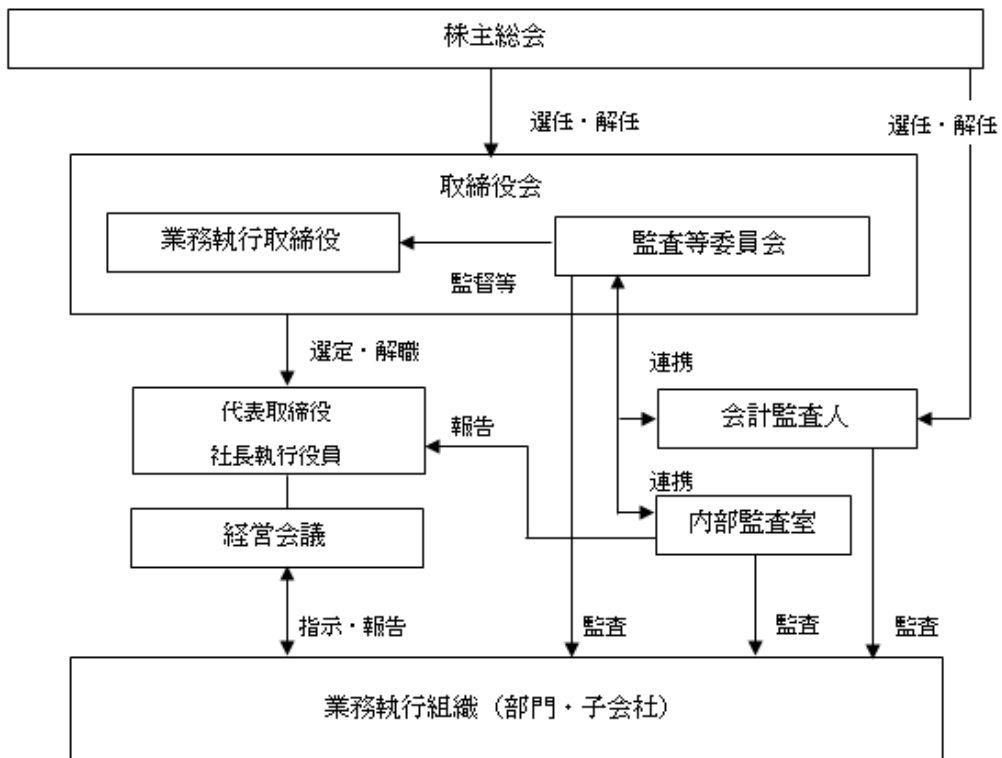 株主総会
選任・解任
選任・解任
取締役会
業務執行取締役
監査等委員会
監督等
選定・解職
連携
代表取締役
社長執行役員
報告
会計監査人
連携
経営会議
内部監査室
指示・報告
監査
監査
監査
業務執行組織（部門・子会社）